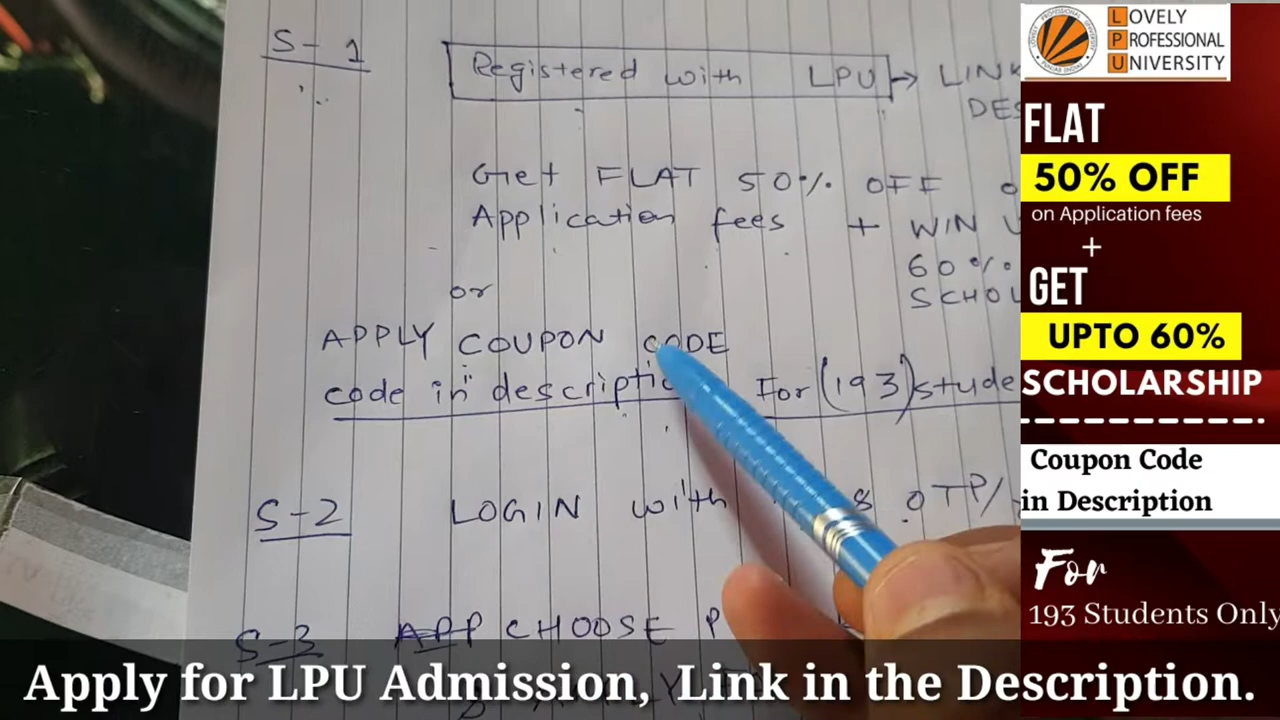 S-1
Registered with LPU → LINK
DES
Get FLAT 50% OFF
Application fees + WIN
60%
SCHOL
or
APPLY COUPON CODE
code in description For (193) stude
S-2 LOGIN with & OTP/
S-3 APP CHOOSE P
LOVELY
PROFESSIONAL
UNIVERSITY
FLAT
50% OFF
on Application fees
+
GET
UPTO 60%
SCHOLARSHIP
Coupon Code
in Description
For
193 Students Only
Apply for LPU Admission, Link in the Description.